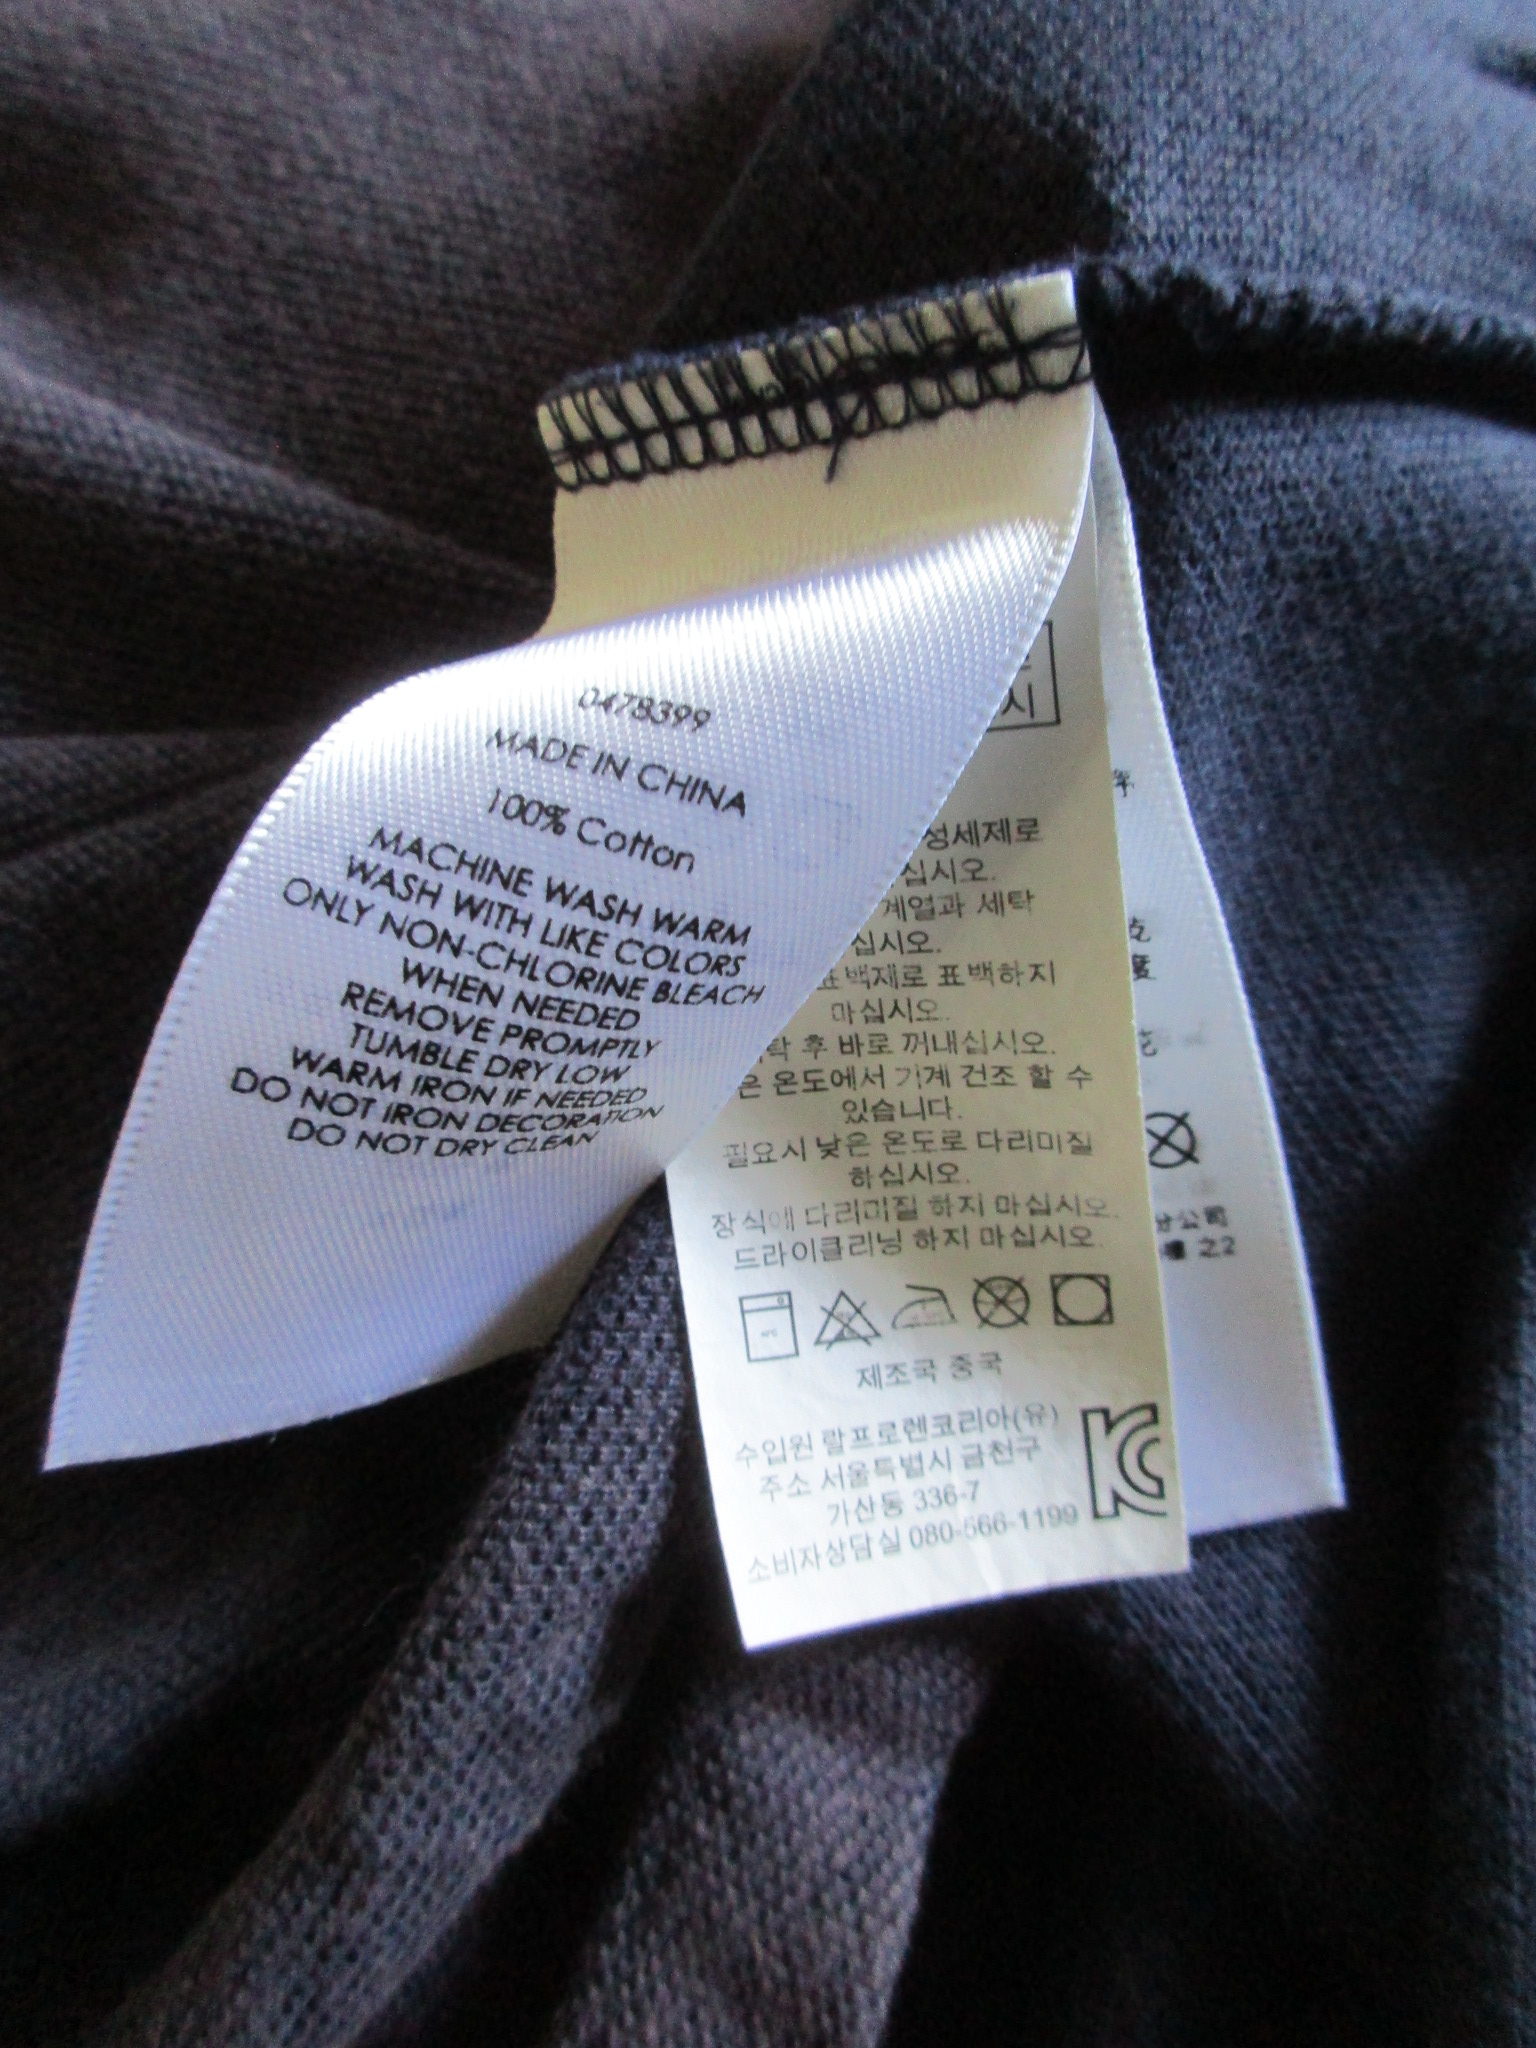 0478399
MADE IN CHINA
100% Cotton
MACHINE WASH WARM
WASH WITH LIKE COLORS
ONLY NON-CHLORINE BLEACH
WHEN NEEDED
REMOVE PROMPTLY
TUMBLE DRY LOW
WARM IRON IF NEEDED
DO NOT IRON DECORATION
DO NOT DRY CLEAN
시
성세제로
십시오.
계열과 세탁
십시오.
표백제로 표백하지
마십시오.
탁 후 바로 꺼내십시오.
은 온도에서 기계 건조 할 수
있습니다.
필요시 낮은 온도로 다리미질
하십시오.
장식에 다리미질 하지 마십시오.
드라이클리닝 하지 마십시오.
제조국 중국
수입원 랄프로렌코리아(유)
주소 서울특별시 금천구
가산동 336-7
소비자상담실 080-566-1199
KC
度
公司
之2